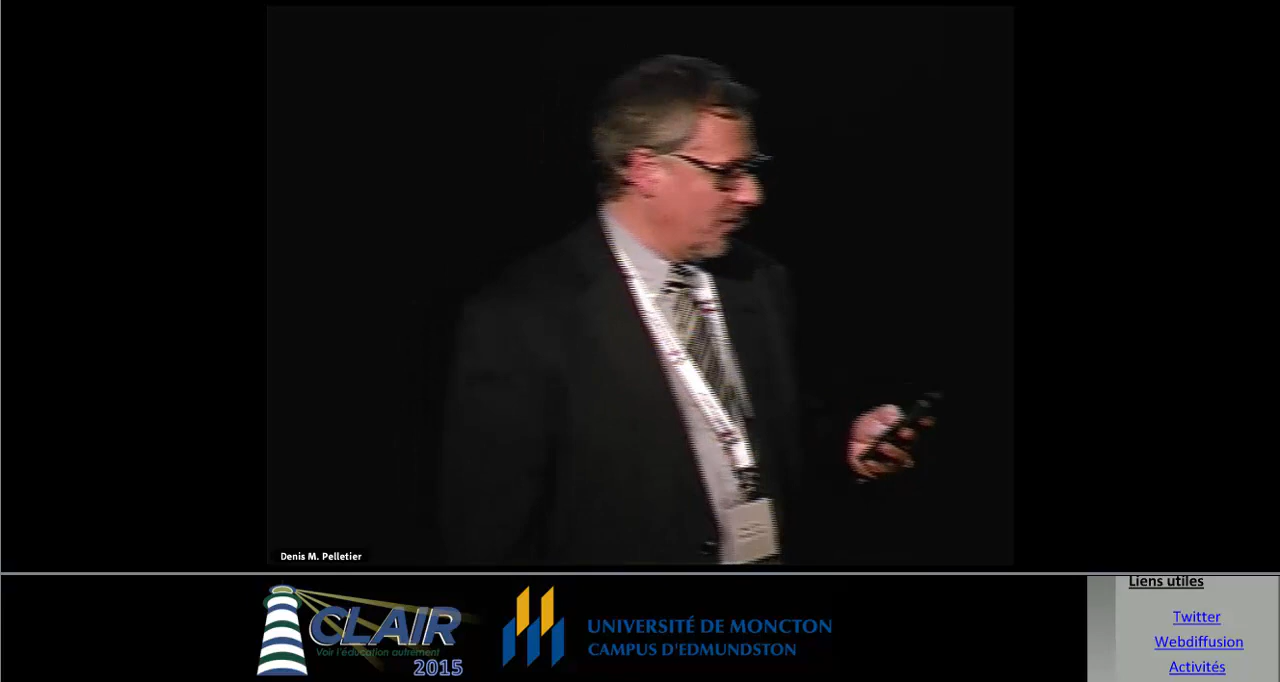 Denis M. Pelletier
CLAIR
Voir l'éducation autrement
2015
UNIVERSITÉ DE MONCTON
CAMPUS D'EDMUNDSTON
Liens utiles
Twitter
Webdiffusion
Activités